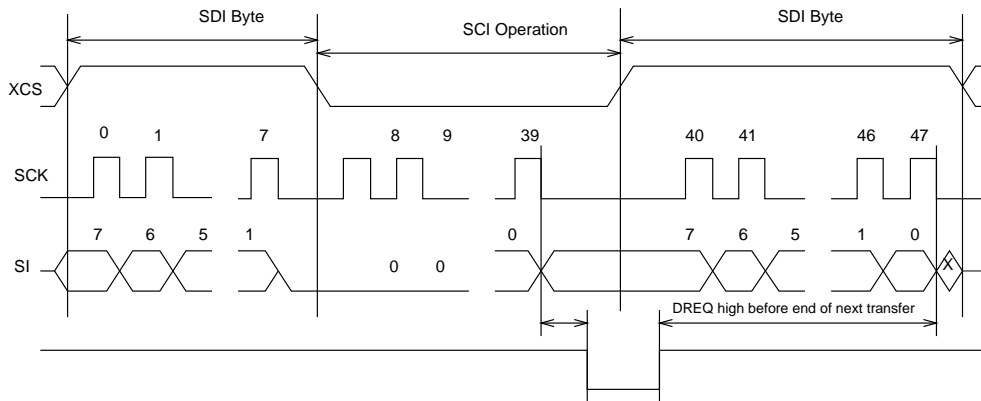 SDI Byte SCI Operation SDI Byte
XCS
0 1 7 8 9 39 40 41 46 47
SCK
7 6 5 1 0 7 6 5 1 0
SI 0 0 X
DREQ high before end of next transfer